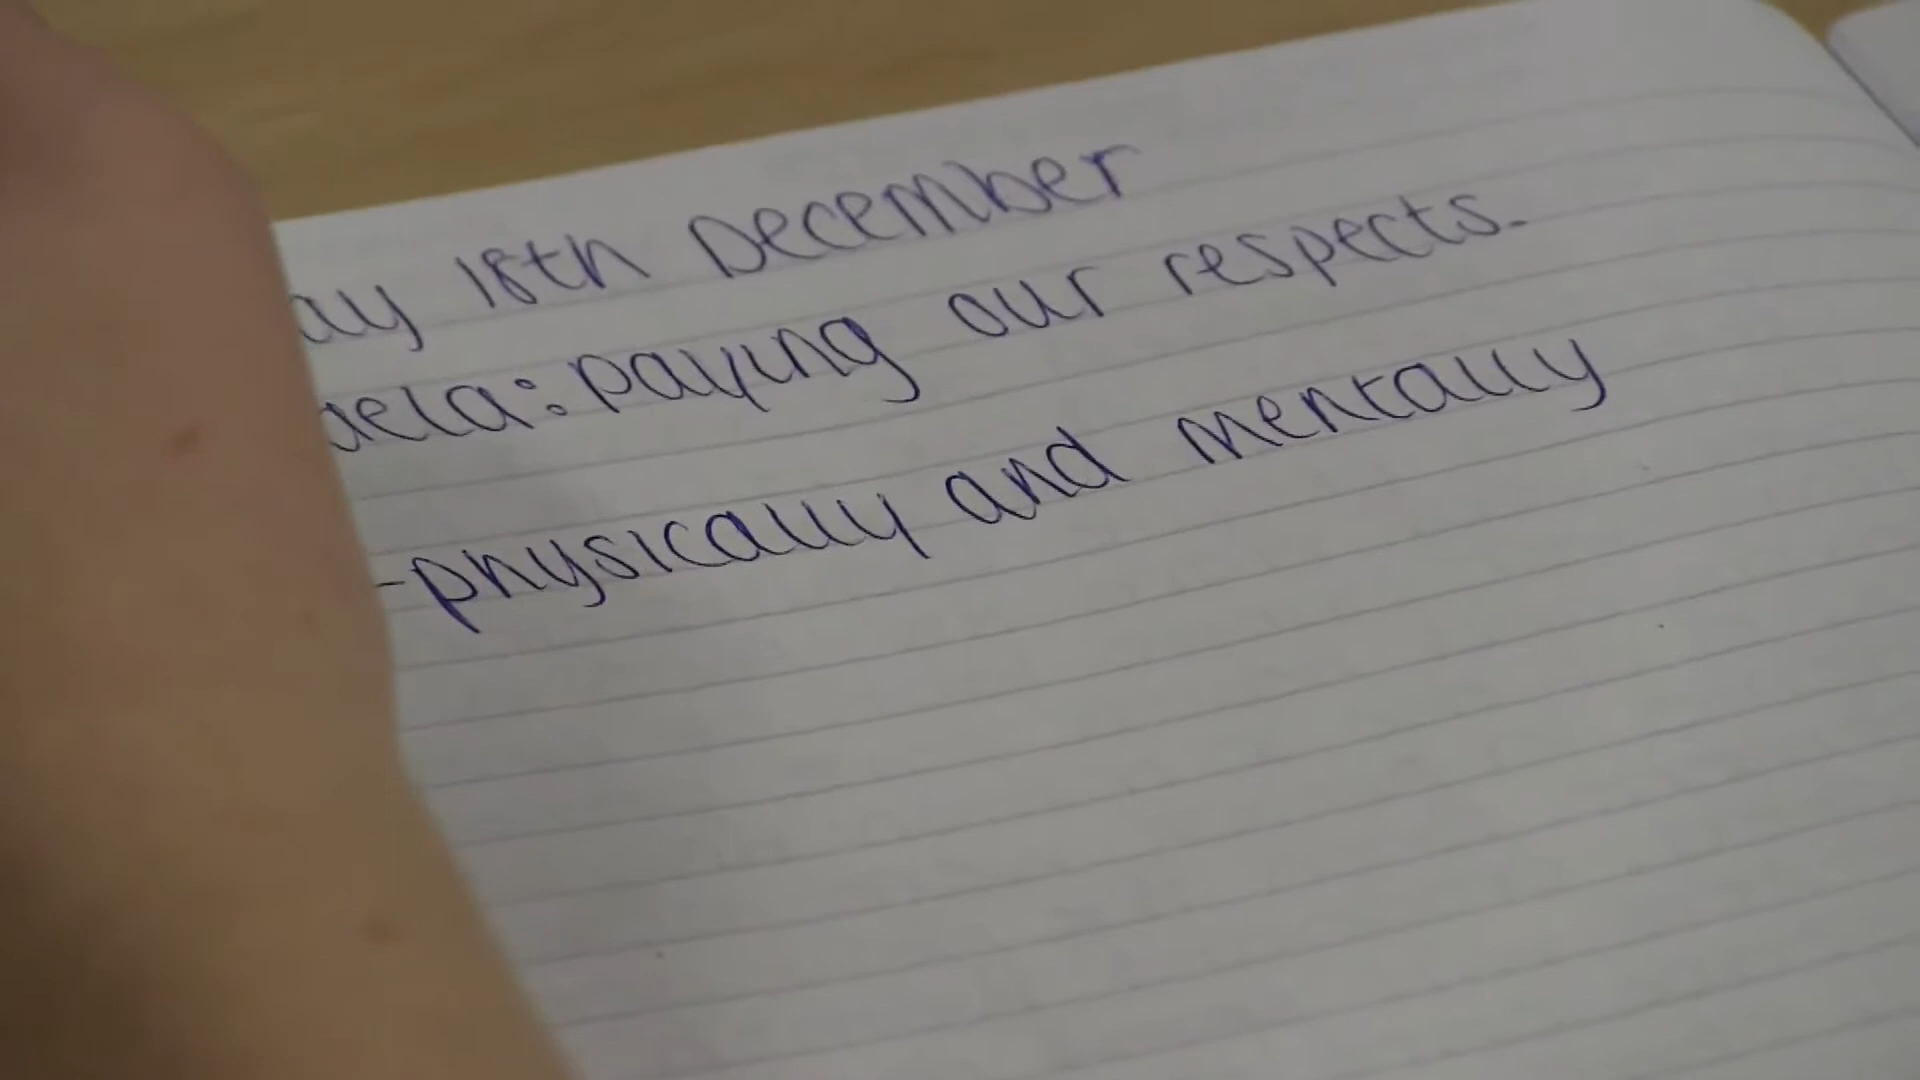 ay 18th December
dela: paying our respects.
-physically and mentally